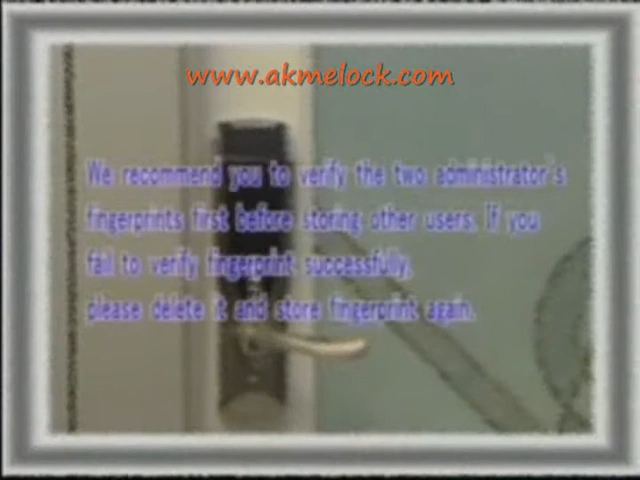 www.akmelock.com
We recommend you to verify the two administrator's
fingerprints first before storing other users. If you
fail to verify fingerprint successfully,
please delete it and store fingerprint again.